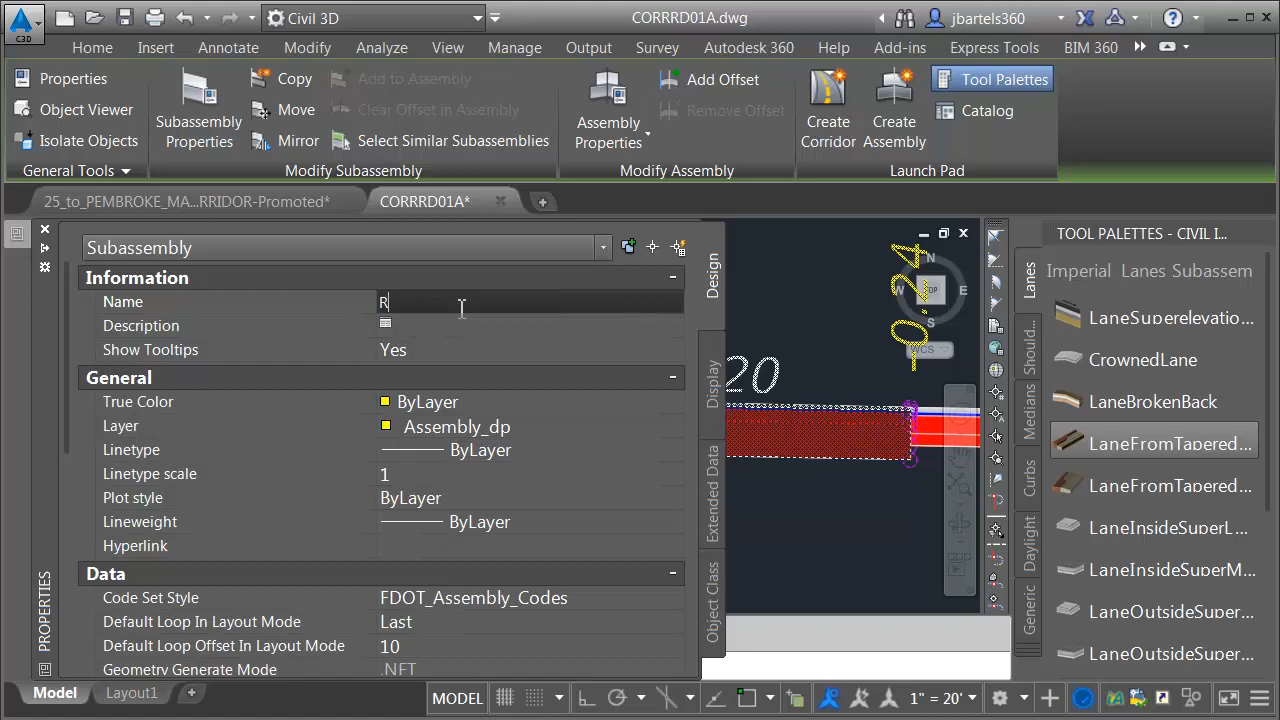 Civil 3D
CORRRD01A.dwg
jbartels360
C3D
Home Insert Annotate Modify Analyze View Manage Output Survey Autodesk 360 Help Add-ins Express Tools BIM 360
Properties
Object Viewer
Isolate Objects
General Tools
Subassembly
Properties
Copy
Move
Mirror
Add to Assembly
Clear Offset in Assembly
Select Similar Subassemblies
Modify Subassembly
Assembly
Properties
Add Offset
Remove Offset
Modify Assembly
Create
Corridor
Create
Assembly
Tool Palettes
Catalog
Launch Pad
25_to_PEMBROKE_MA...RRIDOR-Promoted*
CORRRD01A*
Subassembly
Information
Name R
Description
Show Tooltips Yes
General
True Color ByLayer
Layer Assembly_dp
Linetype ByLayer
Linetype scale 1
Plot style ByLayer
Lineweight ByLayer
Hyperlink
Data
Code Set Style FDOT_Assembly_Codes
Default Loop In Layout Mode Last
Default Loop Offset In Layout Mode 10
Geometry Generate Mode .NET
PROPERTIES
Design
Display
Extended Data
Object Class
20
-0.24
N
W
TOP
E
S
WCS
TOOL PALETTES - CIVIL I...
Imperial Lanes Subassem
LaneSuperelevatio...
CrownedLane
LaneBrokenBack
LaneFromTapered...
LaneFromTapered...
LaneInsideSuperL...
LaneInsideSuperM...
LaneOutsideSuper...
LaneOutsideSuper...
Lanes
Should...
Medians
Curbs
Daylight
Generic
Model
Layout1
MODEL
1" = 20'